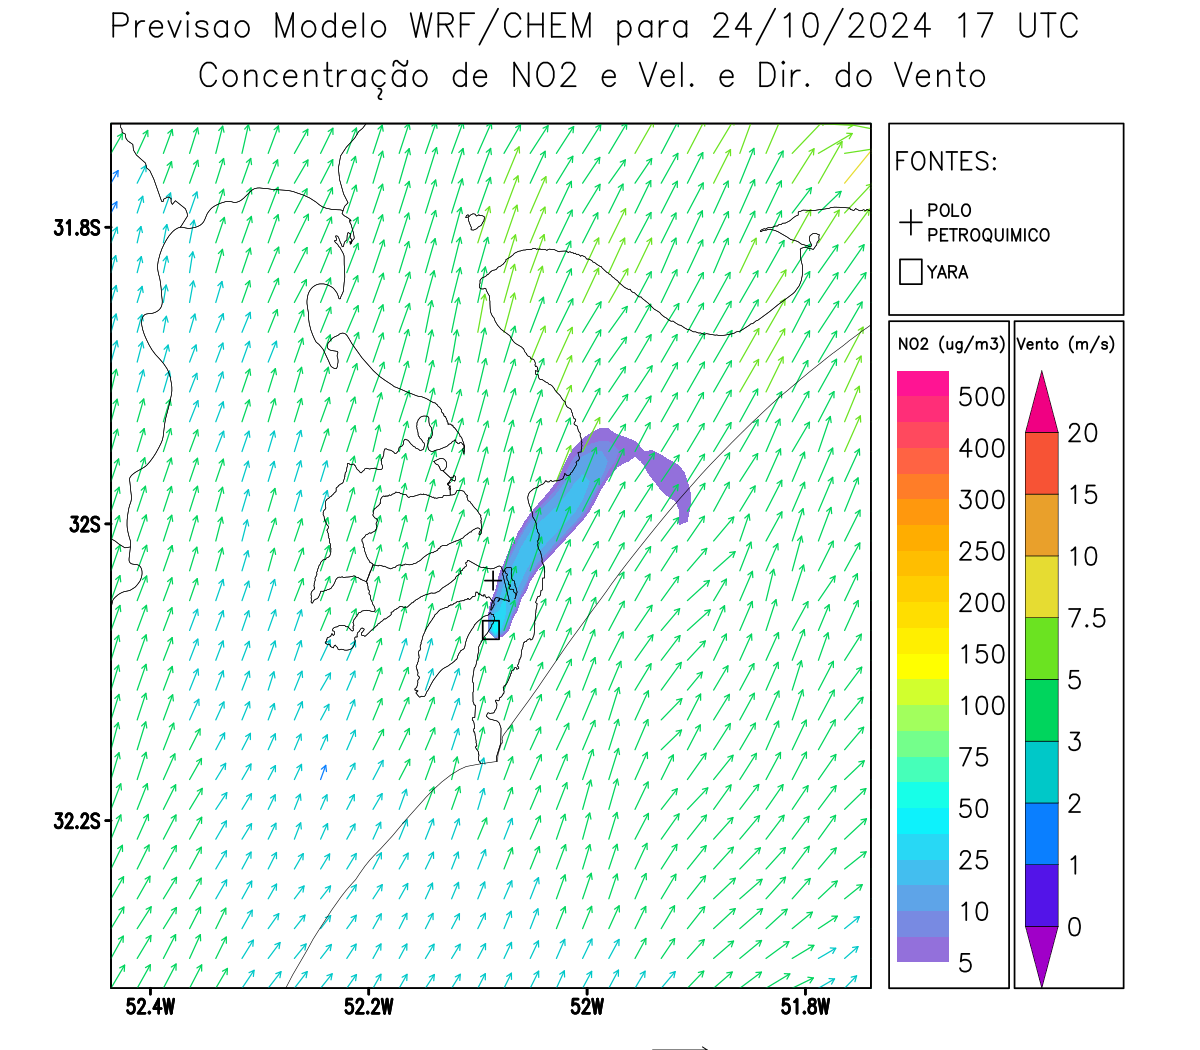 Previsao Modelo WRF/CHEM para 24/10/2024 17 UTC
Concentração de NO2 e Vel. e Dir. do Vento
FONTES:
POLO
PETROQUIMICO
YARA
NO2 (ug/m3)
500
400
300
250
200
150
100
75
50
25
10
5
Vento (m/s)
20
15
10
7.5
5
3
2
1
0
31.8S
32S
32.2S
52.4W
52.2W
52W
51.8W